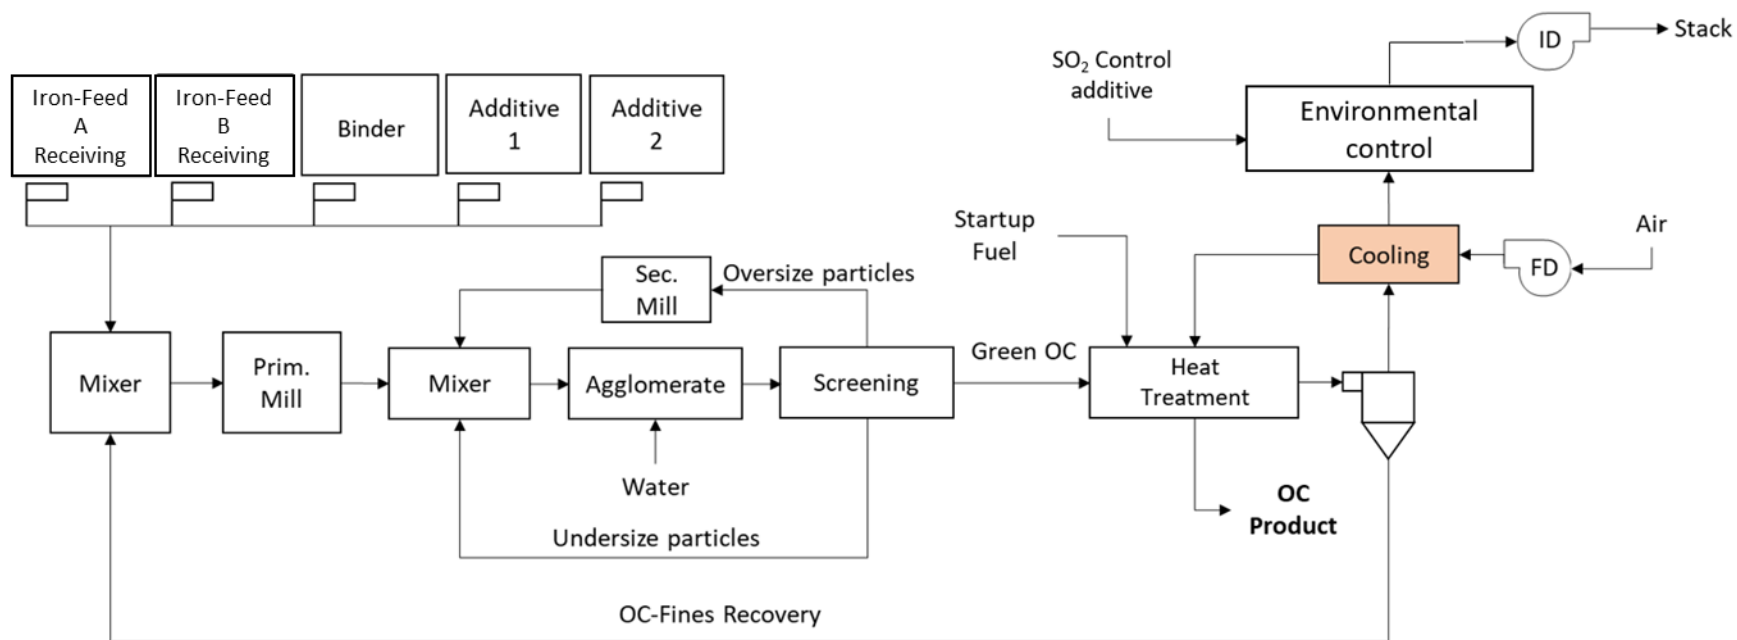 ID
Stack
SO₂ Control
additive
Iron-Feed
A
Receiving
Iron-Feed
B
Receiving
Binder
Additive
1
Additive
2
Environmental
control
Startup
Fuel
Cooling
FD
Air
Sec.
Mill
Oversize particles
Mixer
Prim.
Mill
Mixer
Agglomerate
Screening
Green OC
Heat
Treatment
Water
OC
Product
Undersize particles
OC-Fines Recovery